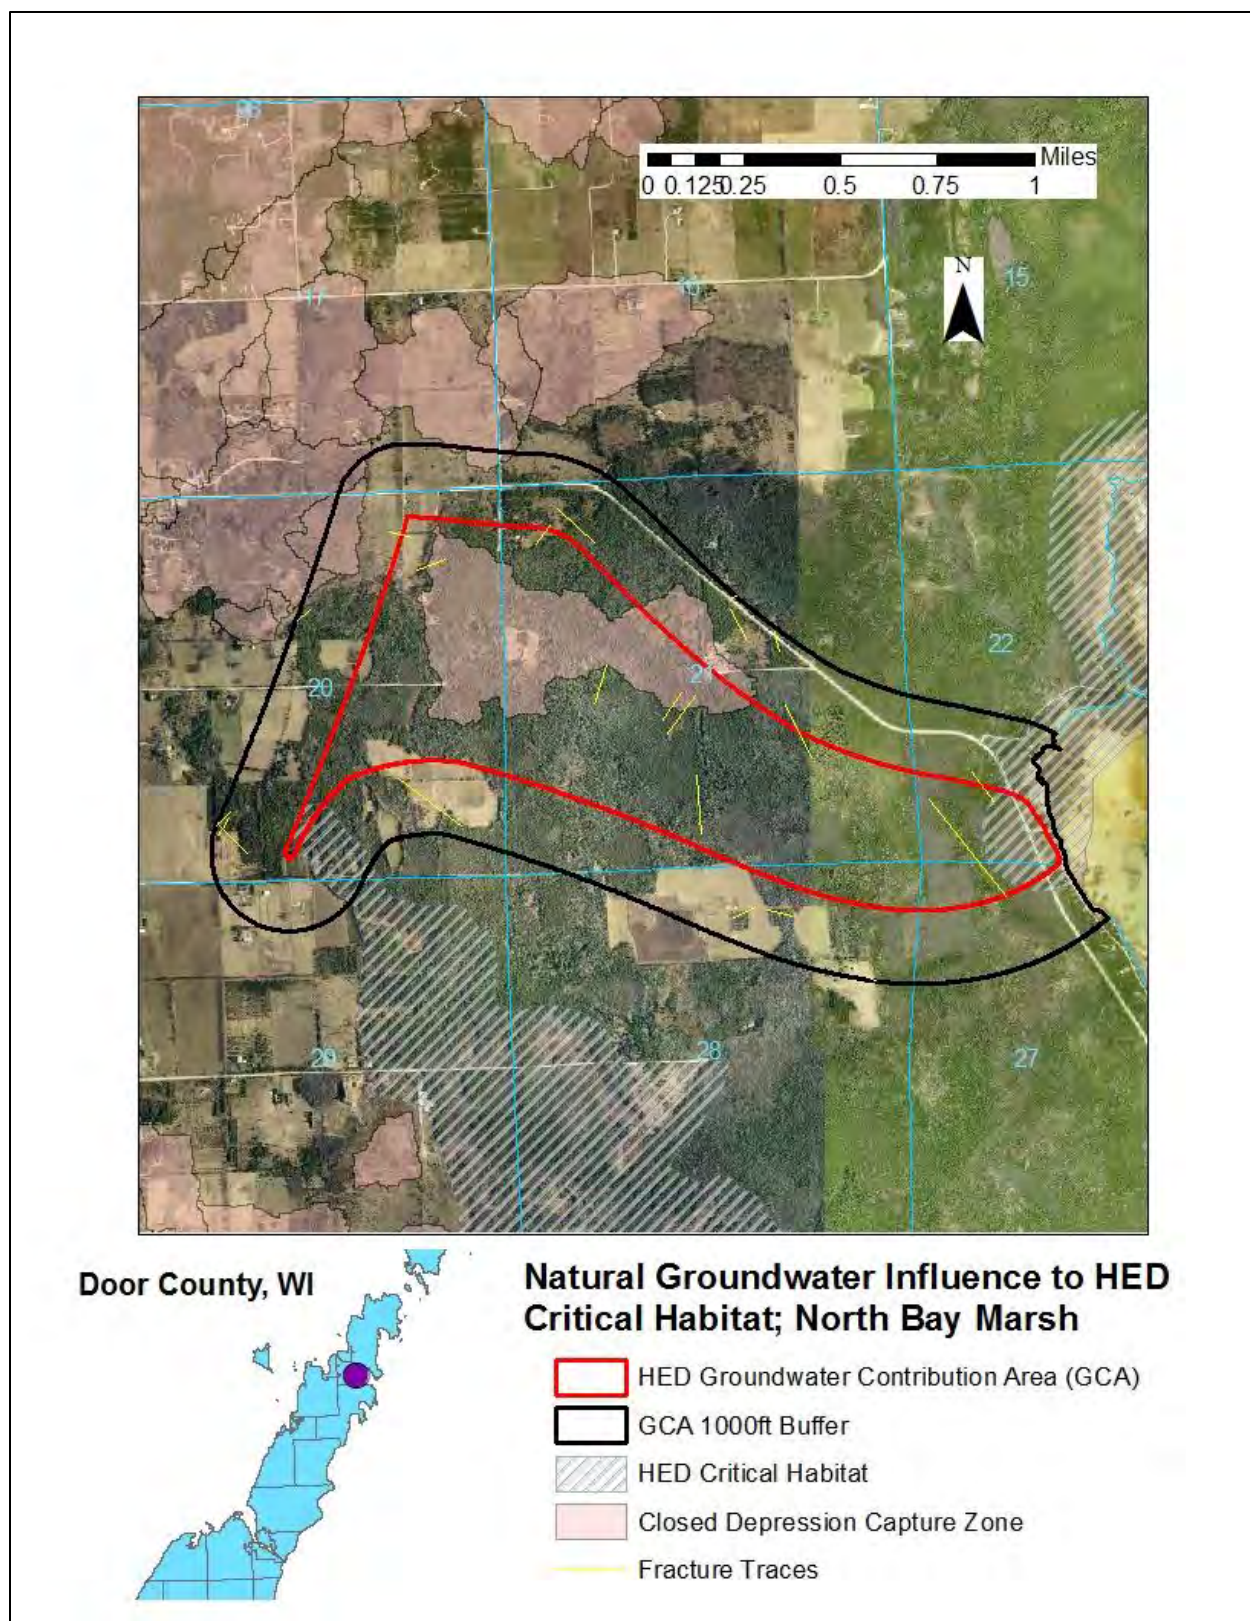 Miles
0 0.125 0.25 0.5 0.75 1
N
15
17
20
21
22
29
28
27
Door County, WI
Natural Groundwater Influence to HED
Critical Habitat; North Bay Marsh
HED Groundwater Contribution Area (GCA)
GCA 1000ft Buffer
HED Critical Habitat
Closed Depression Capture Zone
Fracture Traces